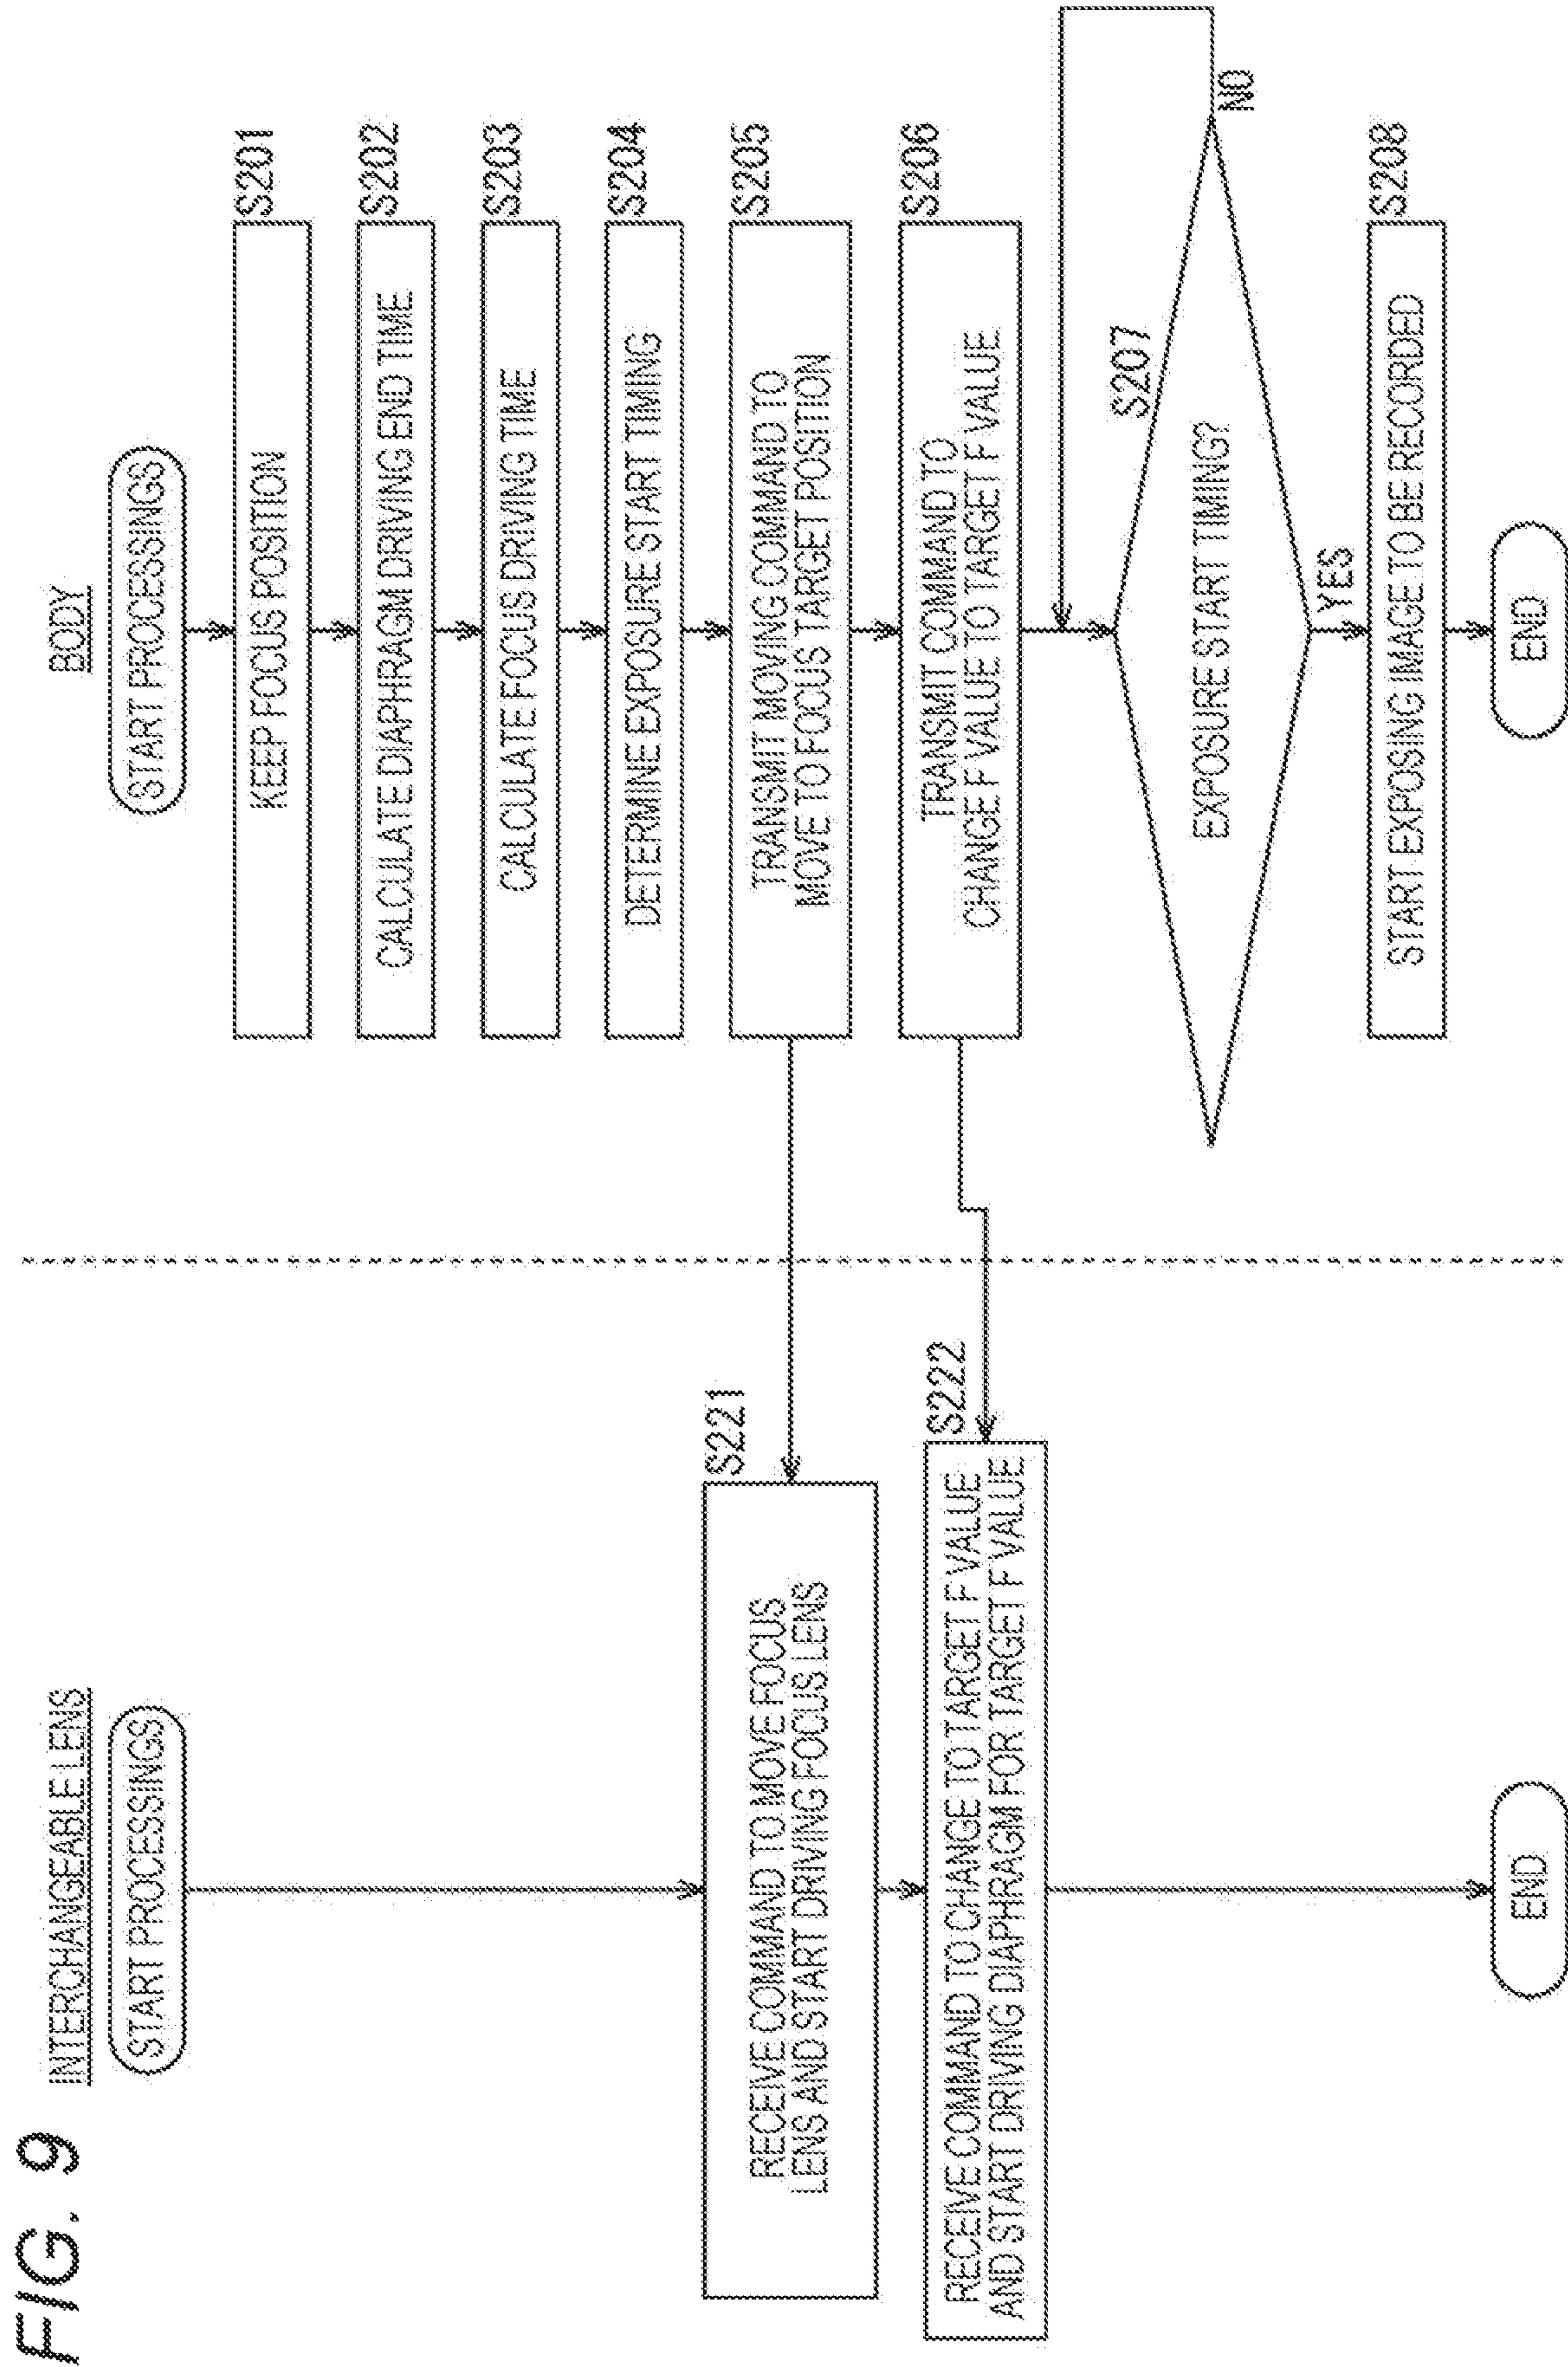 FIG. 9
INTERCHANGEABLE LENS
START PROCESSINGS
S221
RECEIVE COMMAND TO MOVE FOCUS
LENS AND START DRIVING FOCUS LENS
S222
RECEIVE COMMAND TO CHANGE TO TARGET F VALUE
AND START DRIVING DIAPHRAGM FOR TARGET F VALUE
END
BODY
START PROCESSINGS
S201
KEEP FOCUS POSITION
S202
CALCULATE DIAPHRAGM DRIVING END TIME
S203
CALCULATE FOCUS DRIVING TIME
S204
DETERMINE EXPOSURE START TIMING
S205
TRANSMIT MOVING COMMAND TO
MOVE TO FOCUS TARGET POSITION
S206
TRANSMIT COMMAND TO
CHANGE F VALUE TO TARGET F VALUE
S207
EXPOSURE START TIMING?
NO
YES
S208
START EXPOSING IMAGE TO BE RECORDED
END